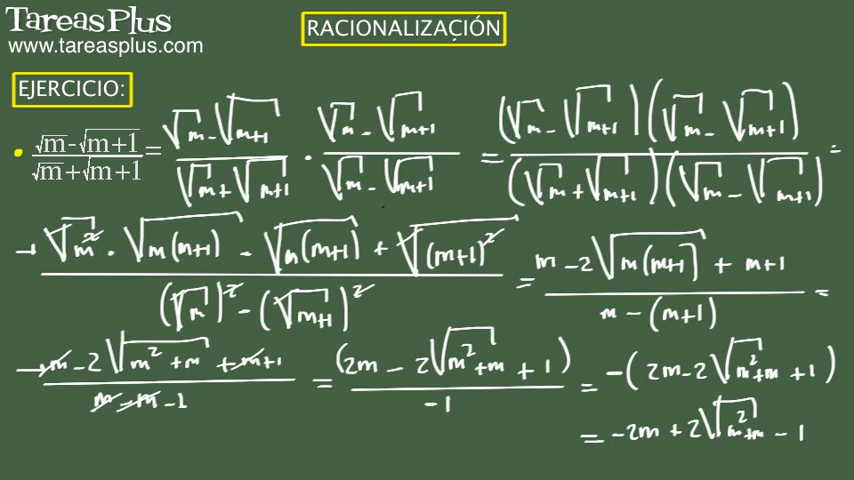 TareasPlus
www.tareasplus.com
RACIONALIZACIÓN
EJERCICIO:
• (√m - √(m+1)) / (√m + √(m+1)) = (√m - √(m+1)) / (√m + √(m+1)) · (√m - √(m+1)) / (√m - √(m+1)) = (√m - √(m+1))(√m - √(m+1)) / (√m + √(m+1))(√m - √(m+1)) =
→ (√m² · √(m(m+1)) - √(m(m+1)) + √((m+1)²)) / ((√m)² - (√(m+1))²) = (m - 2√(m(m+1)) + m+1) / (m - (m+1)) =
→ (m - 2√(m² + m) + m+1) / (m - m - 1) = (2m - 2√(m²+m) + 1) / -1 = -(2m - 2√(m²+m) + 1)
= -2m + 2√(m²+m) - 1